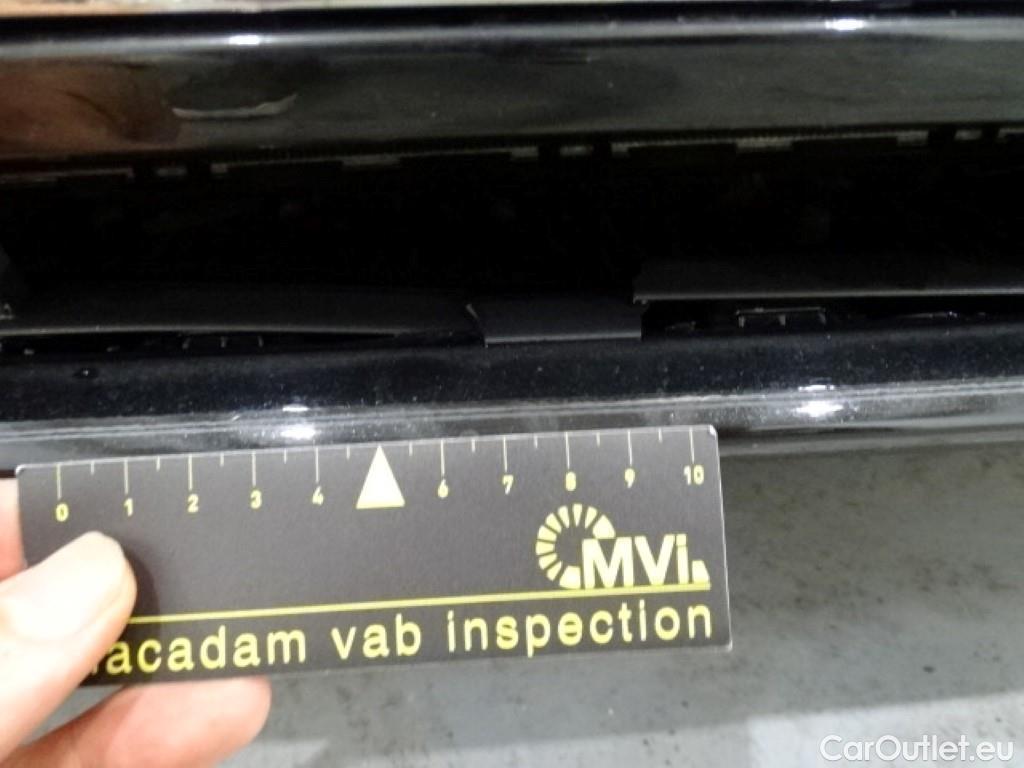 0 1 2 3 4 6 7 8 9 10
MVi
acadam vab inspection
CarOutlet.eu